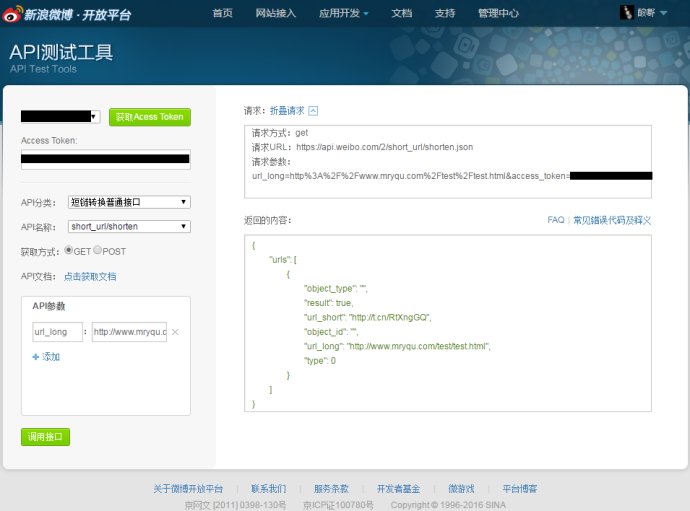 新浪微博·开放平台
首页 网站接入 应用开发 文档 支持 管理中心
API测试工具
API Test Tools
获取Acess Token
Access Token:
API分类： 短链转换普通接口
API名称： short_url/shorten
获取方式： GET POST
API文档： 点击获取文档
API参数
url_long : http://www.mryqu.c
添加
调用接口
请求：折叠请求
请求方式：get
请求URL：https://api.weibo.com/2/short_url/shorten.json
请求参数：
url_long=http%3A%2F%2Fwww.mryqu.com%2Ftest%2Ftest.html&access_token=
返回的内容：
FAQ | 常见错误代码及释义
{
"urls": [
{
"object_type": "",
"result": true,
"url_short": "http://t.cn/RtXngGQ",
"object_id": "",
"url_long": "http://www.mryqu.com/test/test.html",
"type": 0
}
]
}
关于微博开放平台 | 联系我们 | 服务条款 | 开发者基金 | 微游戏 | 平台博客
京网文 [2011] 0398-130号 京ICP证100780号 Copyright © 1996-2016 SINA